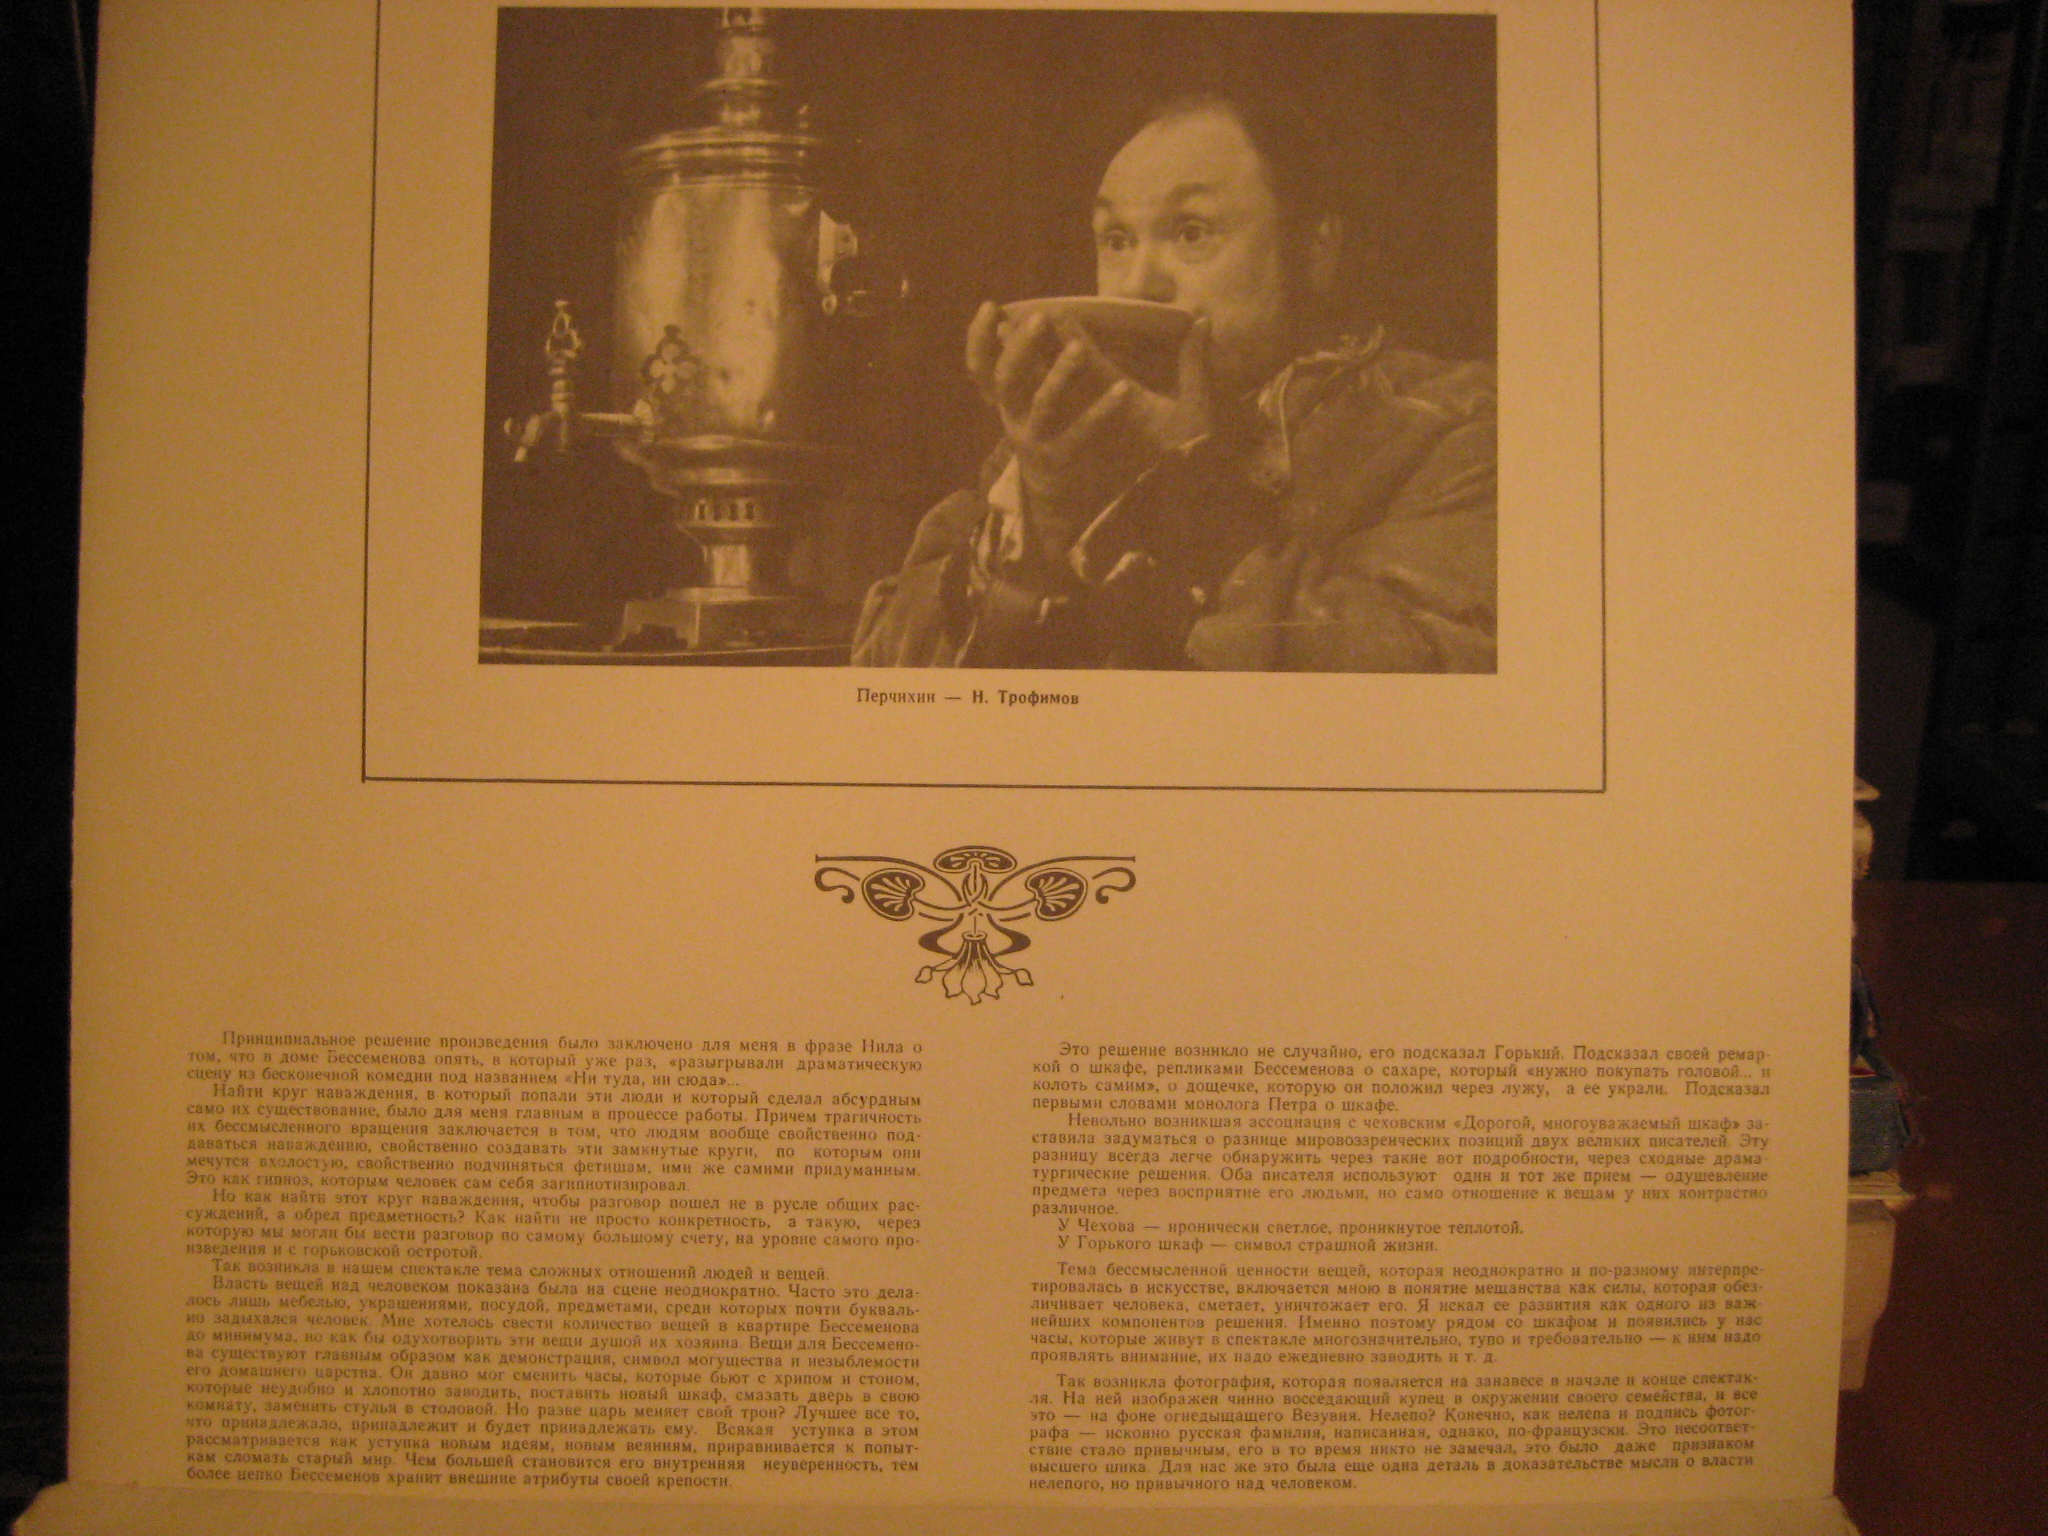 Перчихин — Н. Трофимов
Принципиальное решение произведения было заключено для меня в фразе Нила о
том, что в доме Бессеменова опять, в который уже раз, «разыгрывали драматическую
сцену из бесконечной комедии под названием «Ни туда, ни сюда»...
Найти круг наваждения, в который попали эти люди и который сделал абсурдным
само их существование, было для меня главным в процессе работы. Причем трагичность
их бессмысленного вращения заключается в том, что людям вообще свойственно под-
даваться наваждению, свойственно создавать эти замкнутые круги, по которым они
мечутся вхолостую, свойственно подчиняться фетишам, ими же самими придуманным.
Это как гипноз, которым человек сам себя загипнотизировал.
Но как найти этот круг наваждения, чтобы разговор пошел не в русле общих рас-
суждений, а обрел предметность? Как найти не просто конкретность, а такую, через
которую мы могли бы вести разговор по самому большому счету, на уровне самого про-
изведения и с горьковской остротой.
Так возникла в нашем спектакле тема сложных отношений людей и вещей.
Власть вещей над человеком показана была на сцене неоднократно. Часто это дела-
лось лишь мебелью, украшениями, посудой, предметами, среди которых почти букваль-
но задыхался человек. Мне хотелось свести количество вещей в квартире Бессеменова
до минимума, но как бы одухотворить эти вещи душой их хозяина. Вещи для Бессемено-
ва существуют главным образом как демонстрация, символ могущества и незыблемости
его домашнего царства. Он давно мог сменить часы, которые бьют с хрипом и стоном,
которые неудобно и хлопотно заводить, поставить новый шкаф, смазать дверь в свою
комнату, заменить стулья в столовой. Но разве царь меняет свой трон? Лучшее все то,
что принадлежало, принадлежит и будет принадлежать ему. Всякая уступка в этом
рассматривается как уступка новым идеям, новым веяниям, приравнивается к попыт-
кам сломать старый мир. Чем большей становится его внутренняя неуверенность, тем
более цепко Бессеменов хранит внешние атрибуты своей крепости.
Это решение возникло не случайно, его подсказал Горький. Подсказал своей ремар-
кой о шкафе, репликами Бессеменова о сахаре, который «нужно покупать головой... и
колоть самим», о дощечке, которую он положил через лужу, а ее украли. Подсказал
первыми словами монолога Петра о шкафе.
Невольно возникшая ассоциация с чеховским «Дорогой, многоуважаемый шкаф» за-
ставила задуматься о разнице мировоззренческих позиций двух великих писателей. Эту
разницу всегда легче обнаружить через такие вот подробности, через сходные драма-
тургические решения. Оба писателя используют один и тот же прием — одушевление
предмета через восприятие его людьми, но само отношение к вещам у них контрастно
различное.
У Чехова — иронически светлое, проникнутое теплотой.
У Горького шкаф — символ страшной жизни.
Тема бессмысленной ценности вещей, которая неоднократно и по-разному интерпре-
тировалась в искусстве, включается мною в понятие мещанства как силы, которая обез-
личивает человека, сметает, уничтожает его. Я искал ее развития как одного из важ-
нейших компонентов решения. Именно поэтому рядом со шкафом и появились у нас
часы, которые живут в спектакле многозначительно, тупо и требовательно — к ним надо
проявлять внимание, их надо ежедневно заводить и т. д.
Так возникла фотография, которая появляется на занавесе в начале и конце спектак-
ля. На ней изображен чинно восседающий купец в окружении своего семейства, и все
это — на фоне огнедыщащего Везувия. Нелепо? Конечно, как нелепа и подпись фотог-
рафа — исконно русская фамилия, написанная, однако, по-французски. Это несоответ-
ствие стало привычным, его в то время никто не замечал, это было даже признаком
высшего шика. Для нас же это была еще одна деталь в доказательстве мысли о власти
нелепого, но привычного над человеком.